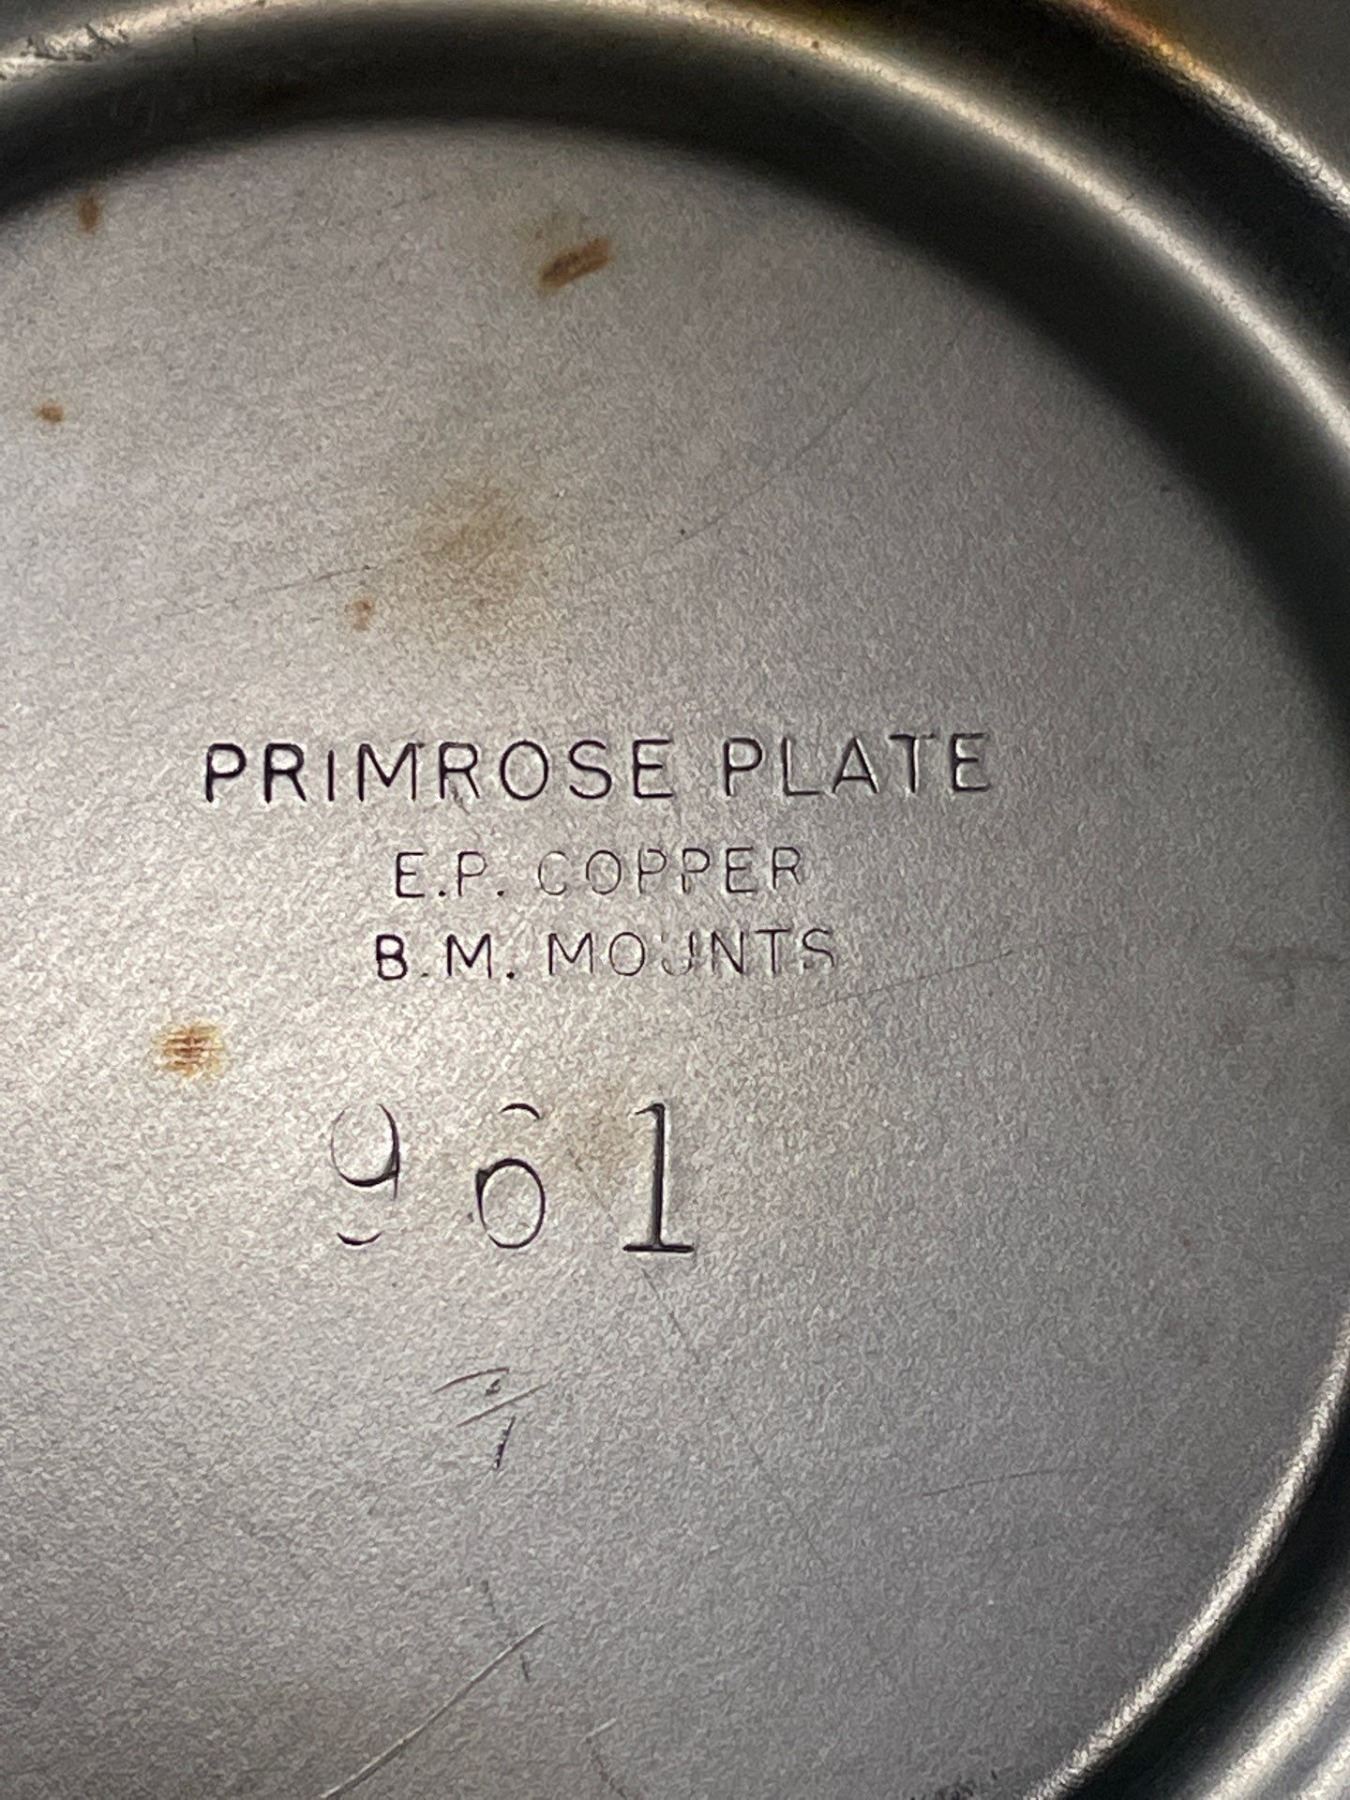 PRIMROSE PLATE
E.P. COPPER
B.M. MOUNTS
961